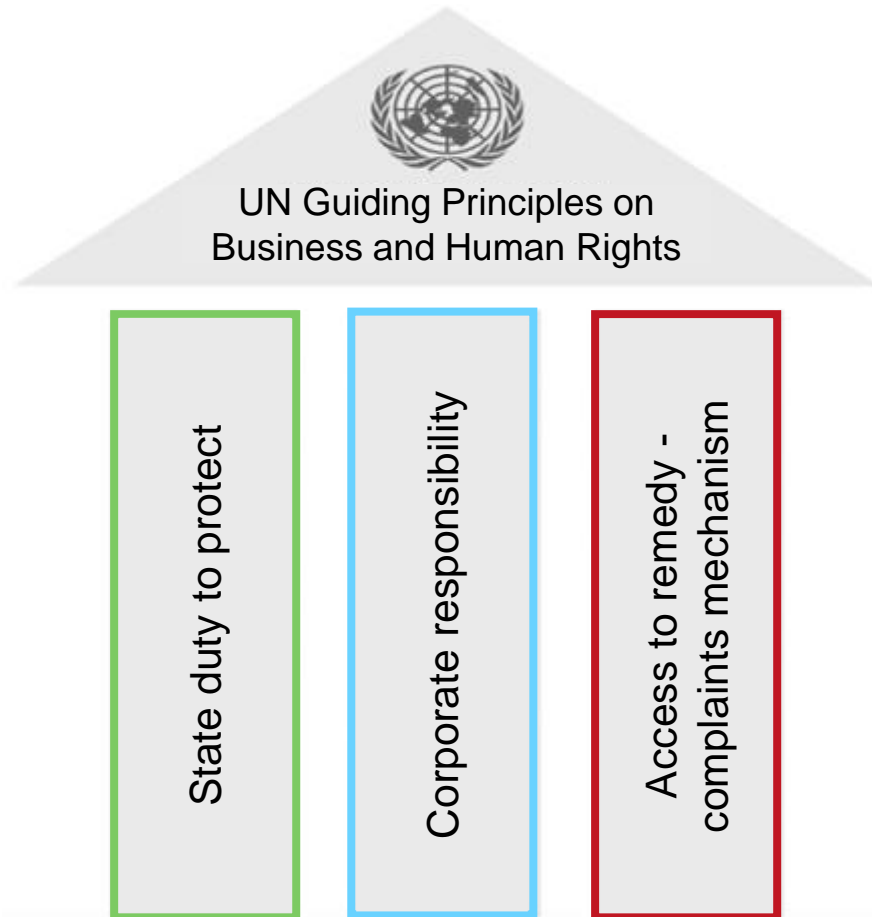 UN Guiding Principles on
Business and Human Rights
State duty to protect
Corporate responsibility
Access to remedy -
complaints mechanism